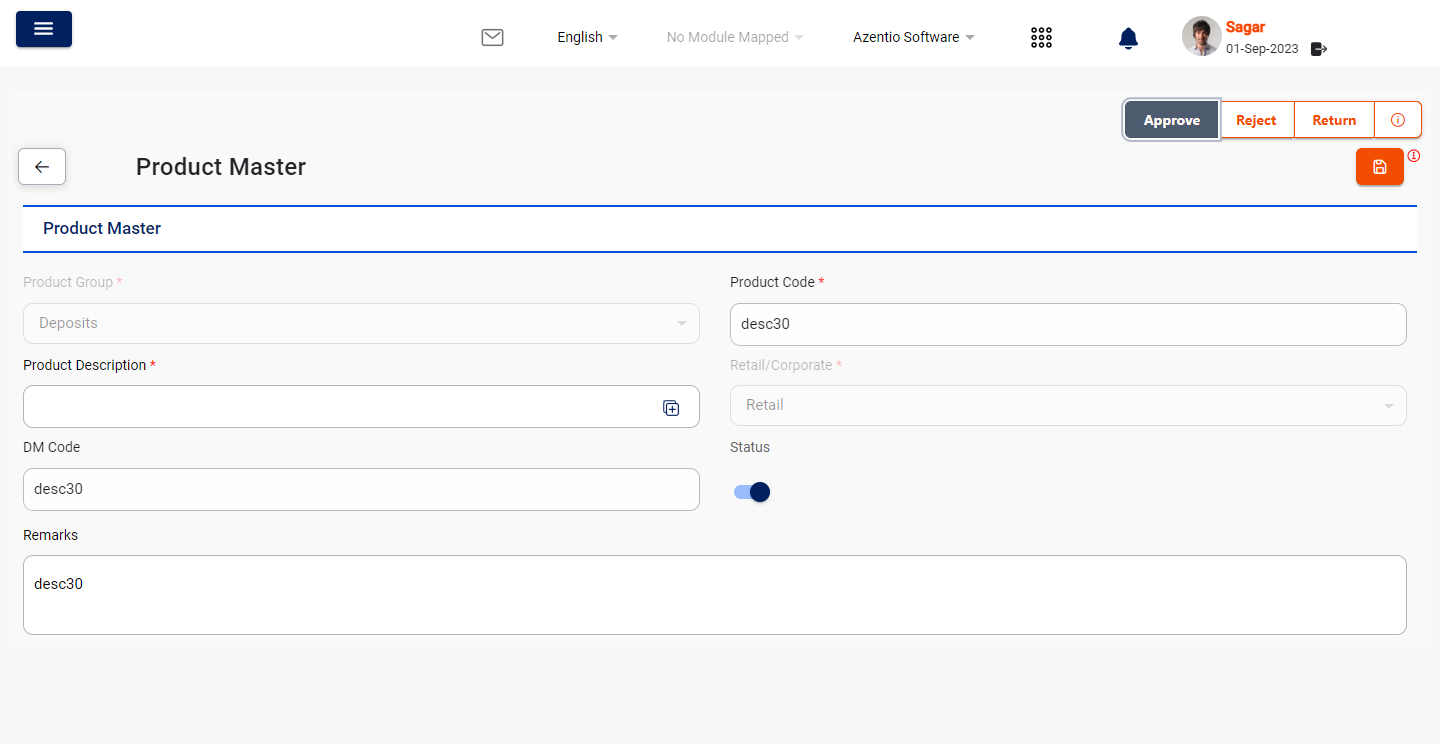 English
No Module Mapped
Azentio Software
Sagar
01-Sep-2023
Approve
Reject
Return
Product Master
Product Master
Product Group *
Product Code *
Deposits
desc30
Product Description *
Retail/Corporate *
Retail
DM Code
Status
desc30
Remarks
desc30